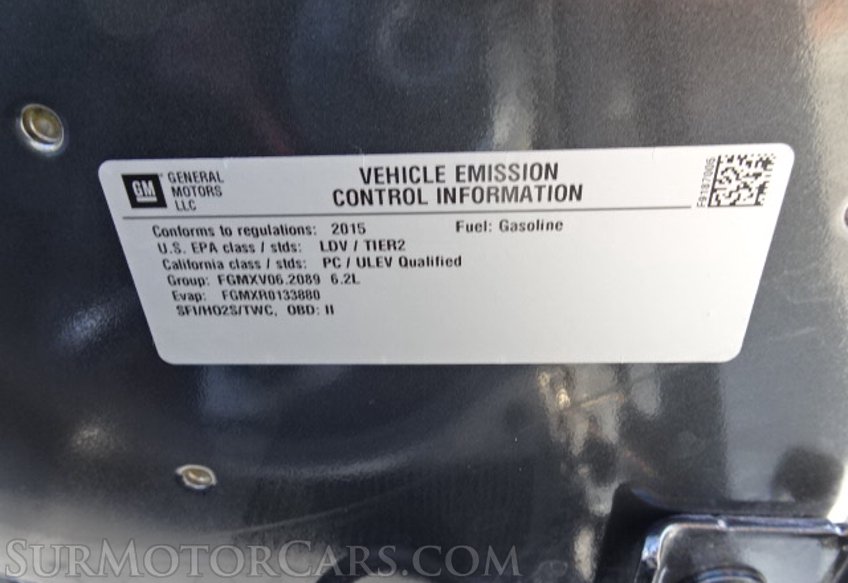 GM GENERAL MOTORS LLC
VEHICLE EMISSION
CONTROL INFORMATION
F9187005
Conforms to regulations: 2015 Fuel: Gasoline
U.S. EPA class / stds: LDV / TIER2
California class / stds: PC / ULEV Qualified
Group: FGMXV06.2089 6.2L
Evap: FGMXR0133880
SFI/HO2S/TWC, OBD: II
SURMOTORCARS.COM